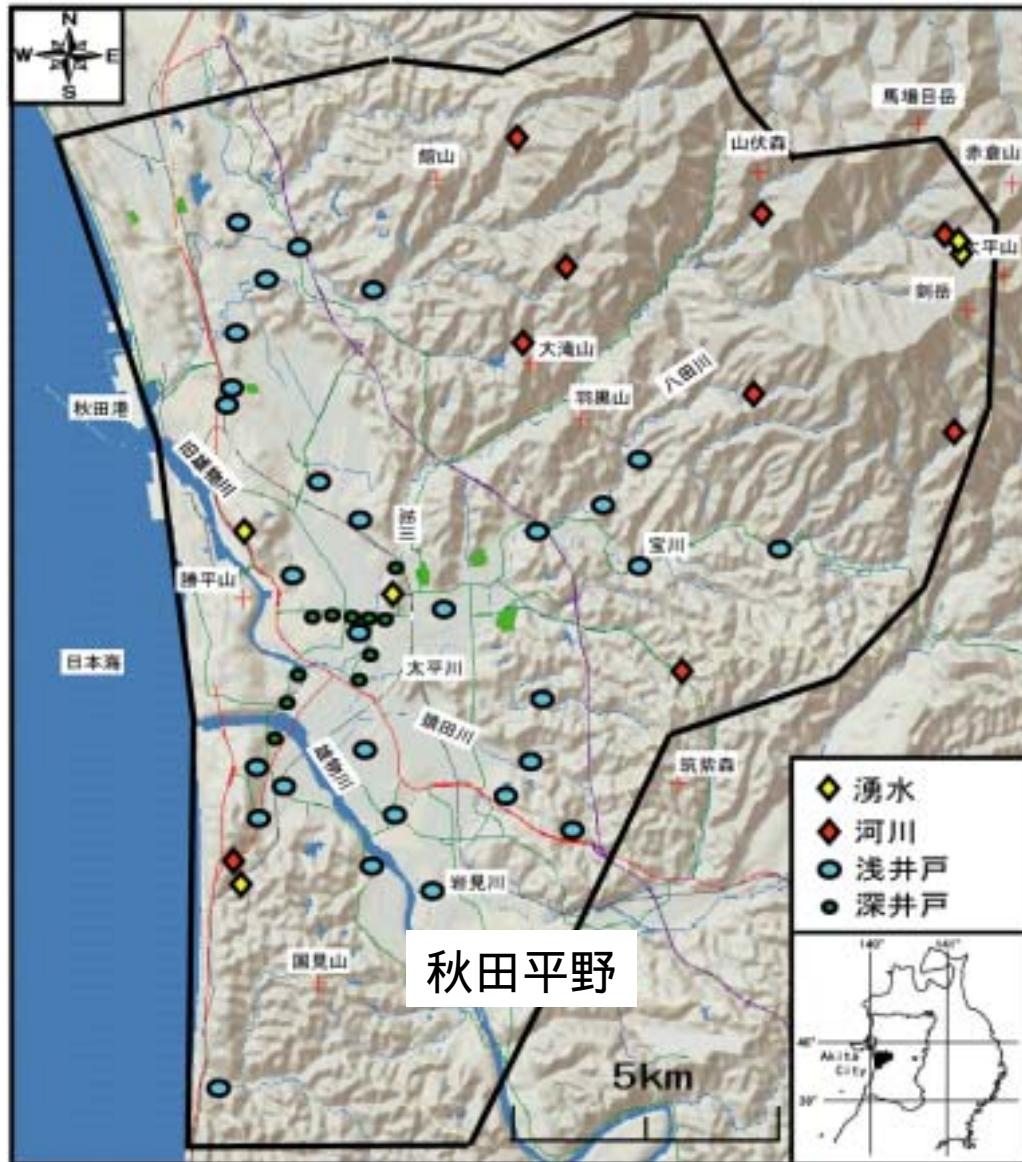 N
W E
S
馬場目岳
赤倉山
山伏森
館山
太平山
剣岳
大滝山
八田川
羽黒山
秋田港
旧雄物川
宝川
勝平山
日本海
太平川
猿田川
筑紫森
雄物川
岩見川
国見山
秋田平野
5km
湧水
河川
浅井戸
深井戸
140° 141°
40°
Akita
City
39°